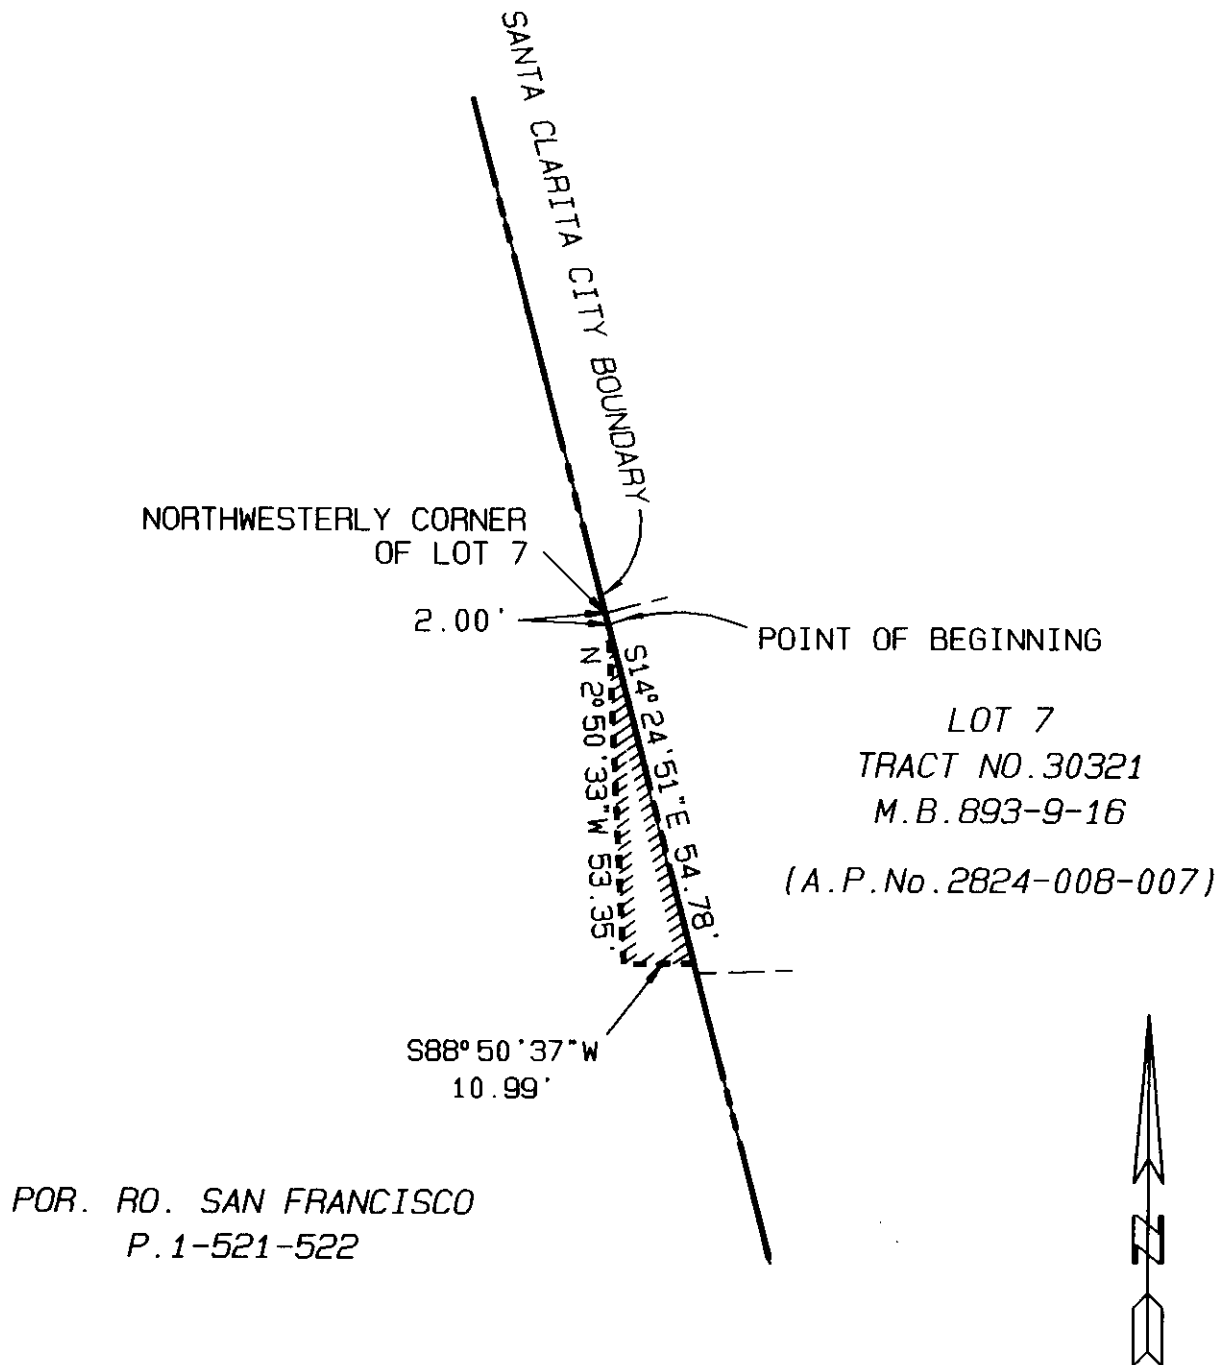 SANTA CLARITA CITY BOUNDARY
NORTHWESTERLY CORNER
OF LOT 7
2.00'
POINT OF BEGINNING
S14°24'51"E 54.78'
N 2°50'33"W 53.35'
LOT 7
TRACT NO.30321
M.B.893-9-16
(A.P.No.2824-008-007)
S88°50'37"W
10.99'
POR. RO. SAN FRANCISCO
P.1-521-522
N